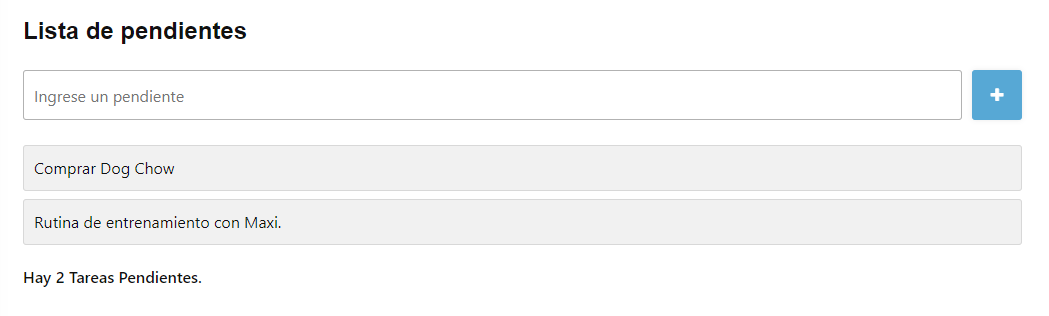 Lista de pendientes
Ingrese un pendiente
Comprar Dog Chow
Rutina de entrenamiento con Maxi.
Hay 2 Tareas Pendientes.